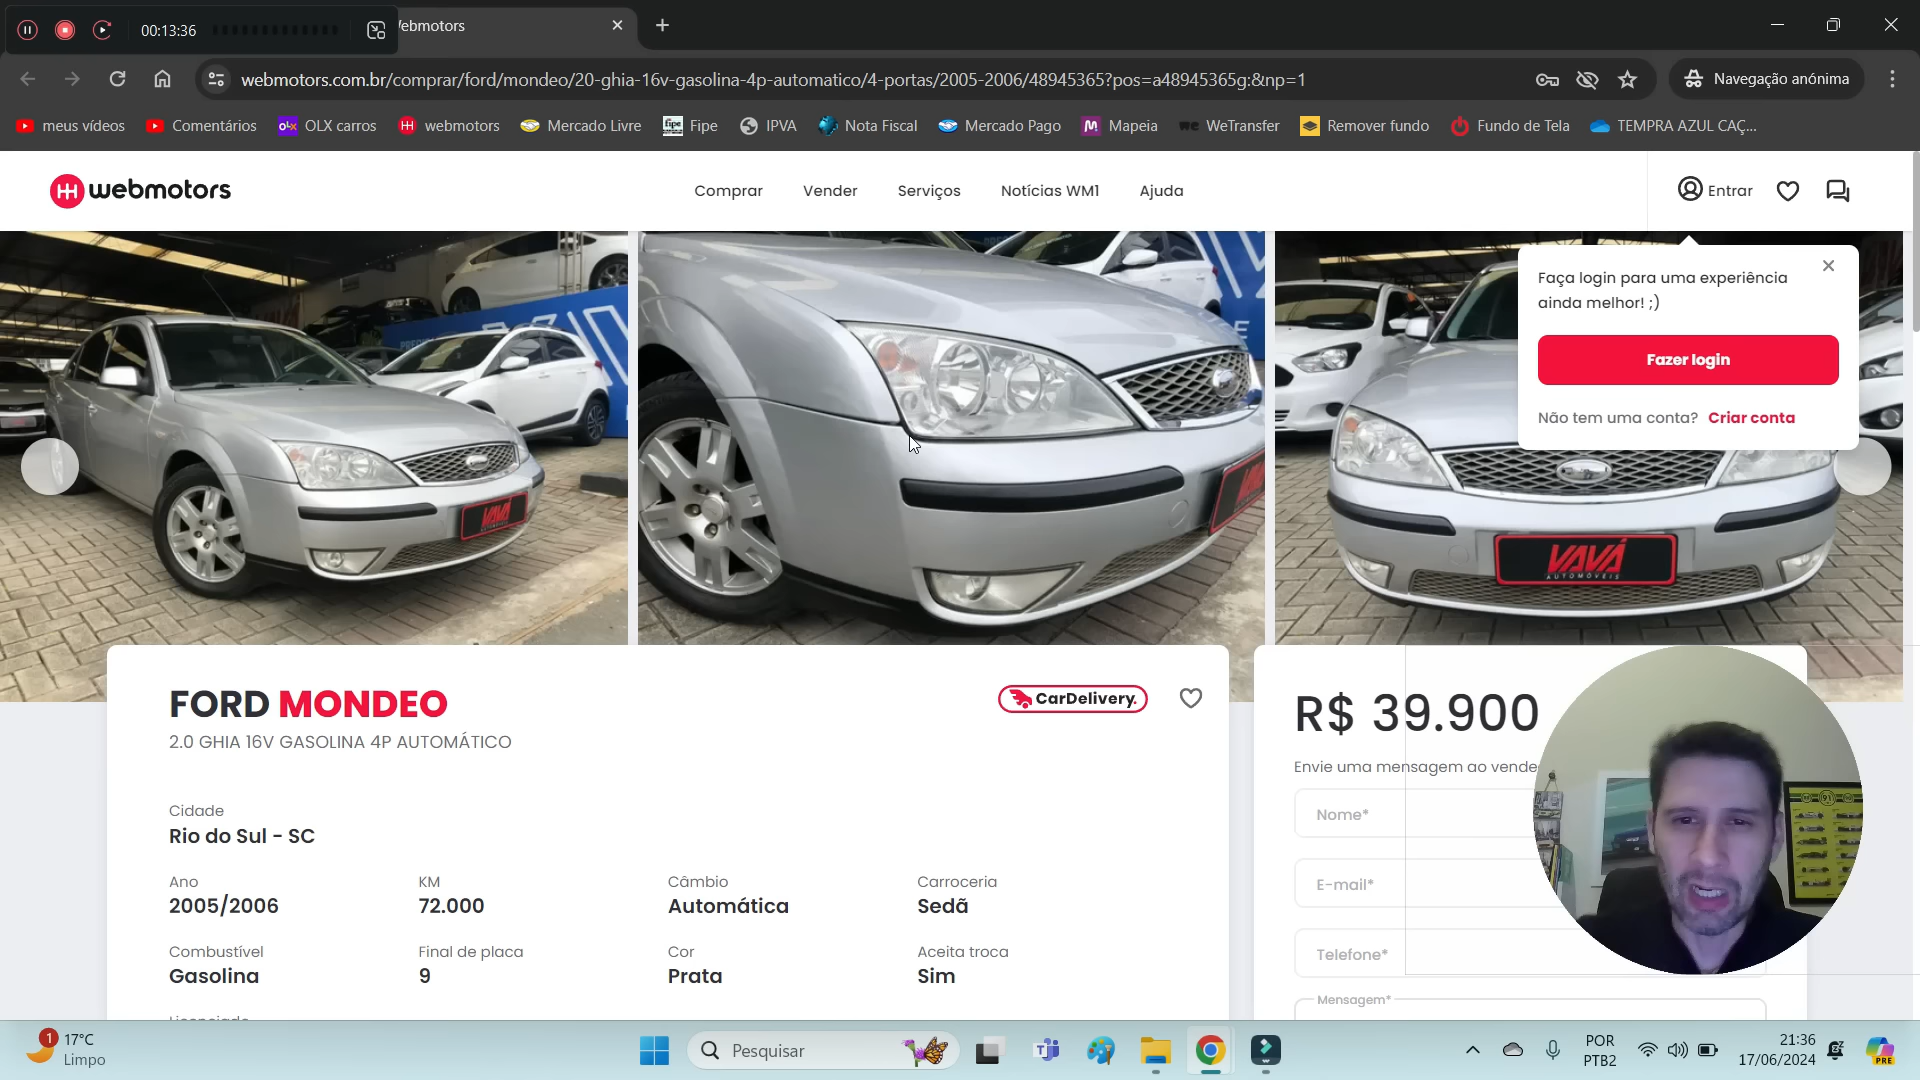 00:13:36
Webmotors
webmotors.com.br/comprar/ford/mondeo/20-ghia-16v-gasolina-4p-automatico/4-portas/2005-2006/48945365?pos=a48945365g:&np=1
Navegação anónima
meus vídeos
Comentários
OLX carros
webmotors
Mercado Livre
Fipe
IPVA
Nota Fiscal
Mercado Pago
Mapeia
WeTransfer
Remover fundo
Fundo de Tela
TEMPRA AZUL CAÇ...
webmotors
Comprar
Vender
Serviços
Notícias WM1
Ajuda
Entrar
Faça login para uma experiência
ainda melhor! ;)
Fazer login
Não tem uma conta? Criar conta
VAVÁ
VAVÁ
AUTOMÓVEIS
FORD MONDEO
2.0 GHIA 16V GASOLINA 4P AUTOMÁTICO
CarDelivery.
Cidade
Rio do Sul - SC
Ano
2005/2006
KM
72.000
Câmbio
Automática
Carroceria
Sedã
Combustível
Gasolina
Final de placa
9
Cor
Prata
Aceita troca
Sim
R$ 39.900
Envie uma mensagem ao vende
Nome*
E-mail*
Telefone*
Mensagem*
1
17°C
Limpo
Pesquisar
POR
PTB2
21:36
17/06/2024
PRE